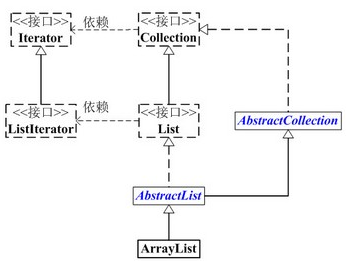 <<接口>>
Iterator
依赖
<<接口>>
Collection
<<接口>>
ListIterator
依赖
<<接口>>
List
AbstractCollection
AbstractList
ArrayList